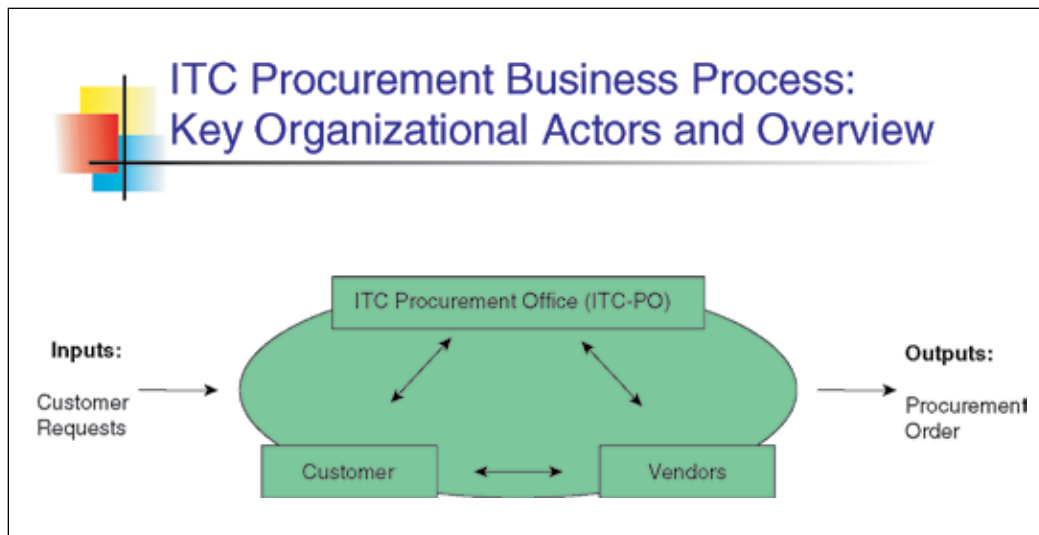 ITC Procurement Business Process:
Key Organizational Actors and Overview
ITC Procurement Office (ITC-PO)
Inputs:
Customer
Requests
Outputs:
Procurement
Order
Customer
Vendors